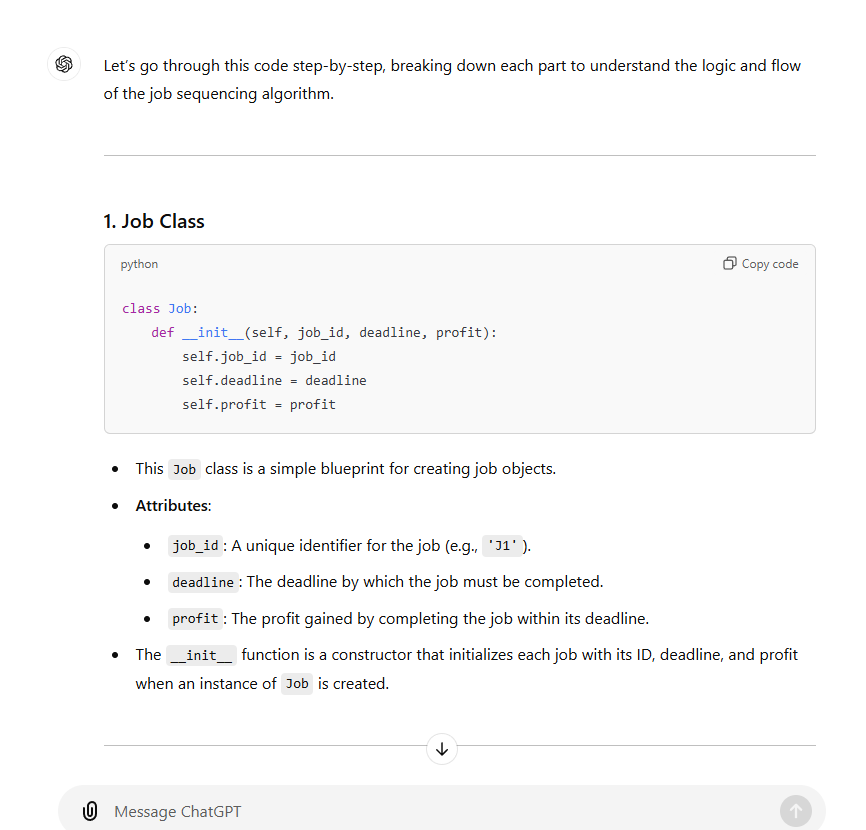 Let's go through this code step-by-step, breaking down each part to understand the logic and flow
of the job sequencing algorithm.
1. Job Class
python
Copy code
class Job:
    def __init__(self, job_id, deadline, profit):
        self.job_id = job_id
        self.deadline = deadline
        self.profit = profit
• This Job class is a simple blueprint for creating job objects.
• Attributes:
• job_id: A unique identifier for the job (e.g., 'J1').
• deadline: The deadline by which the job must be completed.
• profit: The profit gained by completing the job within its deadline.
• The __init__ function is a constructor that initializes each job with its ID, deadline, and profit
when an instance of Job is created.
Message ChatGPT